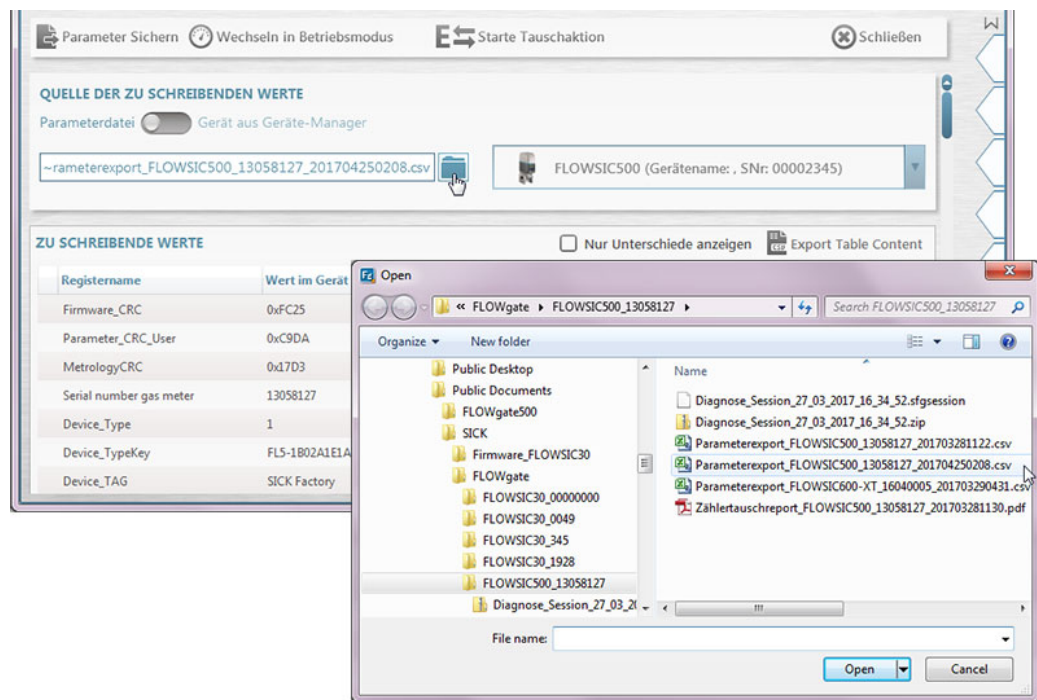 Parameter Sichern Wechseln in Betriebsmodus Starte Tauschaktion Schließen
QUELLE DER ZU SCHREIBENDEN WERTE
Parameterdatei Gerät aus Geräte-Manager
~rameterexport_FLOWSIC500_13058127_201704250208.csv FLOWSIC500 (Gerätename: , SNr: 00002345)
ZU SCHREIBENDE WERTE Nur Unterschiede anzeigen Export Table Content
Registername Wert im Gerät
Firmware_CRC 0xFC25
Parameter_CRC_User 0xC9DA
MetrologyCRC 0x17D3
Serial number gas meter 13058127
Device_Type 1
Device_TypeKey FL5-1B02A1E1A
Device_TAG SICK Factory
Open
« FLOWgate FLOWSIC500_13058127 Search FLOWSIC500_13058127
Organize New folder
Public Desktop
Public Documents
FLOWgate500
SICK
Firmware_FLOWSIC30
FLOWgate
FLOWSIC30_00000000
FLOWSIC30_0049
FLOWSIC30_345
FLOWSIC30_1928
FLOWSIC500_13058127
Diagnose_Session_27_03_20
Name
Diagnose_Session_27_03_2017_16_34_52.sfgsession
Diagnose_Session_27_03_2017_16_34_52.zip
Parameterexport_FLOWSIC500_13058127_201703281122.csv
Parameterexport_FLOWSIC500_13058127_201704250208.csv
Parameterexport_FLOWSIC600-XT_16040005_201703290431.csv
Zählertauschreport_FLOWSIC500_13058127_201703281130.pdf
File name:
Open Cancel